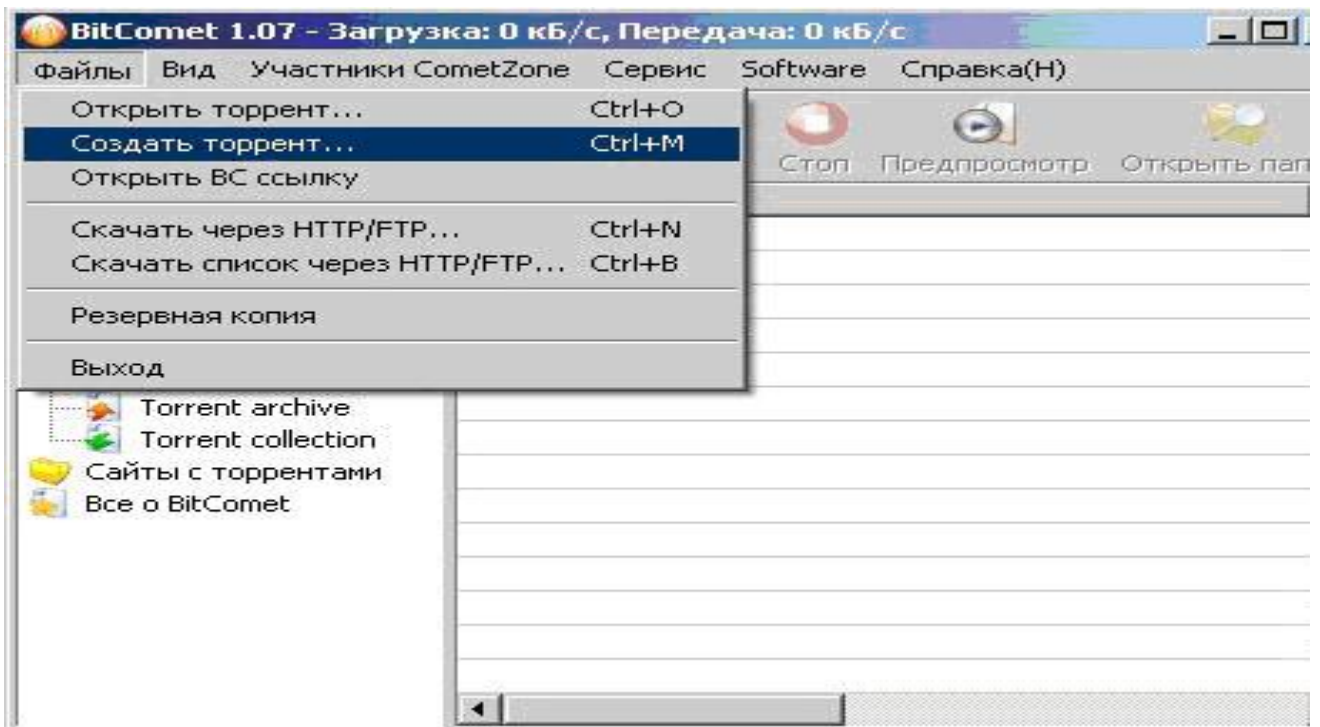 BitComet 1.07 - Загрузка: 0 кБ/с, Передача: 0 кБ/с
Файлы Вид Участники CometZone Сервис Software Справка(Н)
Открыть торрент... Ctrl+O
Создать торрент... Ctrl+M
Открыть BC ссылку
Стоп Предпросмотр Открыть пап
Скачать через HTTP/FTP... Ctrl+N
Скачать список через HTTP/FTP... Ctrl+B
Резервная копия
Выход
Torrent archive
Torrent collection
Сайты с торрентами
Все о BitComet